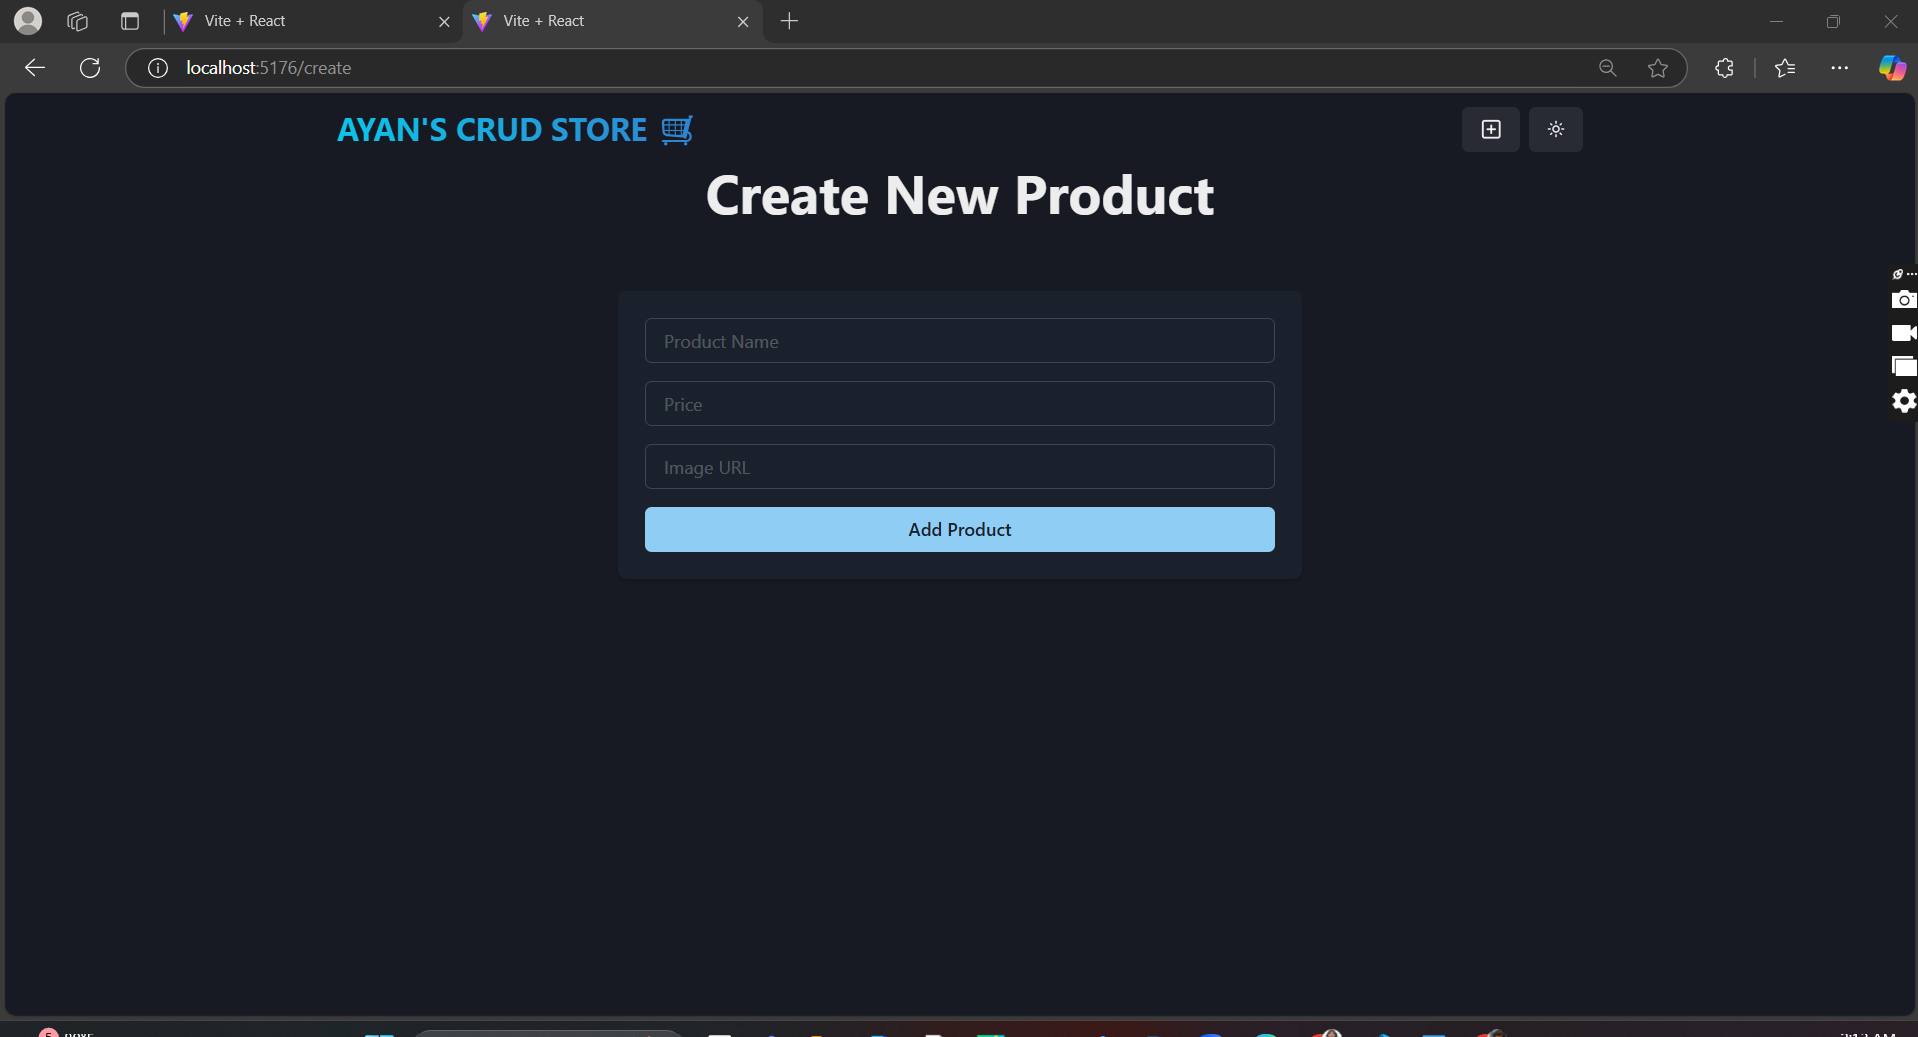 Vite + React
Vite + React
localhost:5176/create
AYAN'S CRUD STORE 🛒
Create New Product
Product Name
Price
Image URL
Add Product